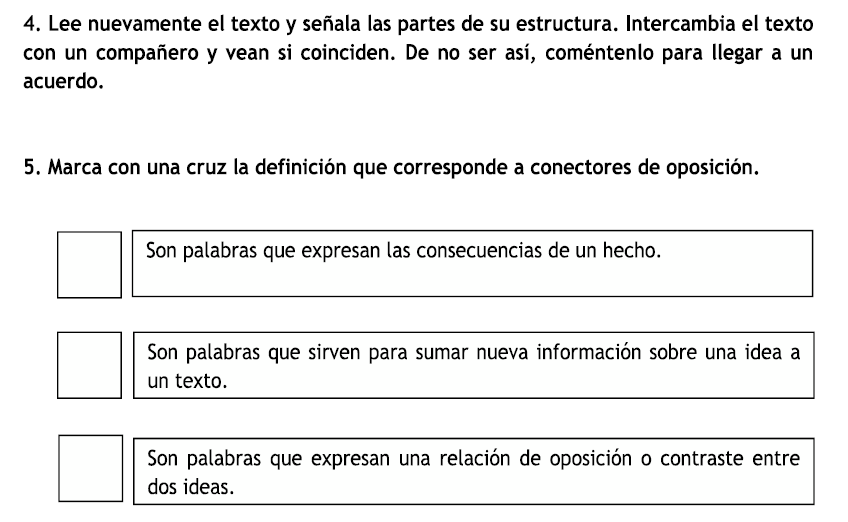 4. Lee nuevamente el texto y señala las partes de su estructura. Intercambia el texto
con un compañero y vean si coinciden. De no ser así, coméntenlo para llegar a un
acuerdo.
5. Marca con una cruz la definición que corresponde a conectores de oposición.
Son palabras que expresan las consecuencias de un hecho.
Son palabras que sirven para sumar nueva información sobre una idea a
un texto.
Son palabras que expresan una relación de oposición o contraste entre
dos ideas.